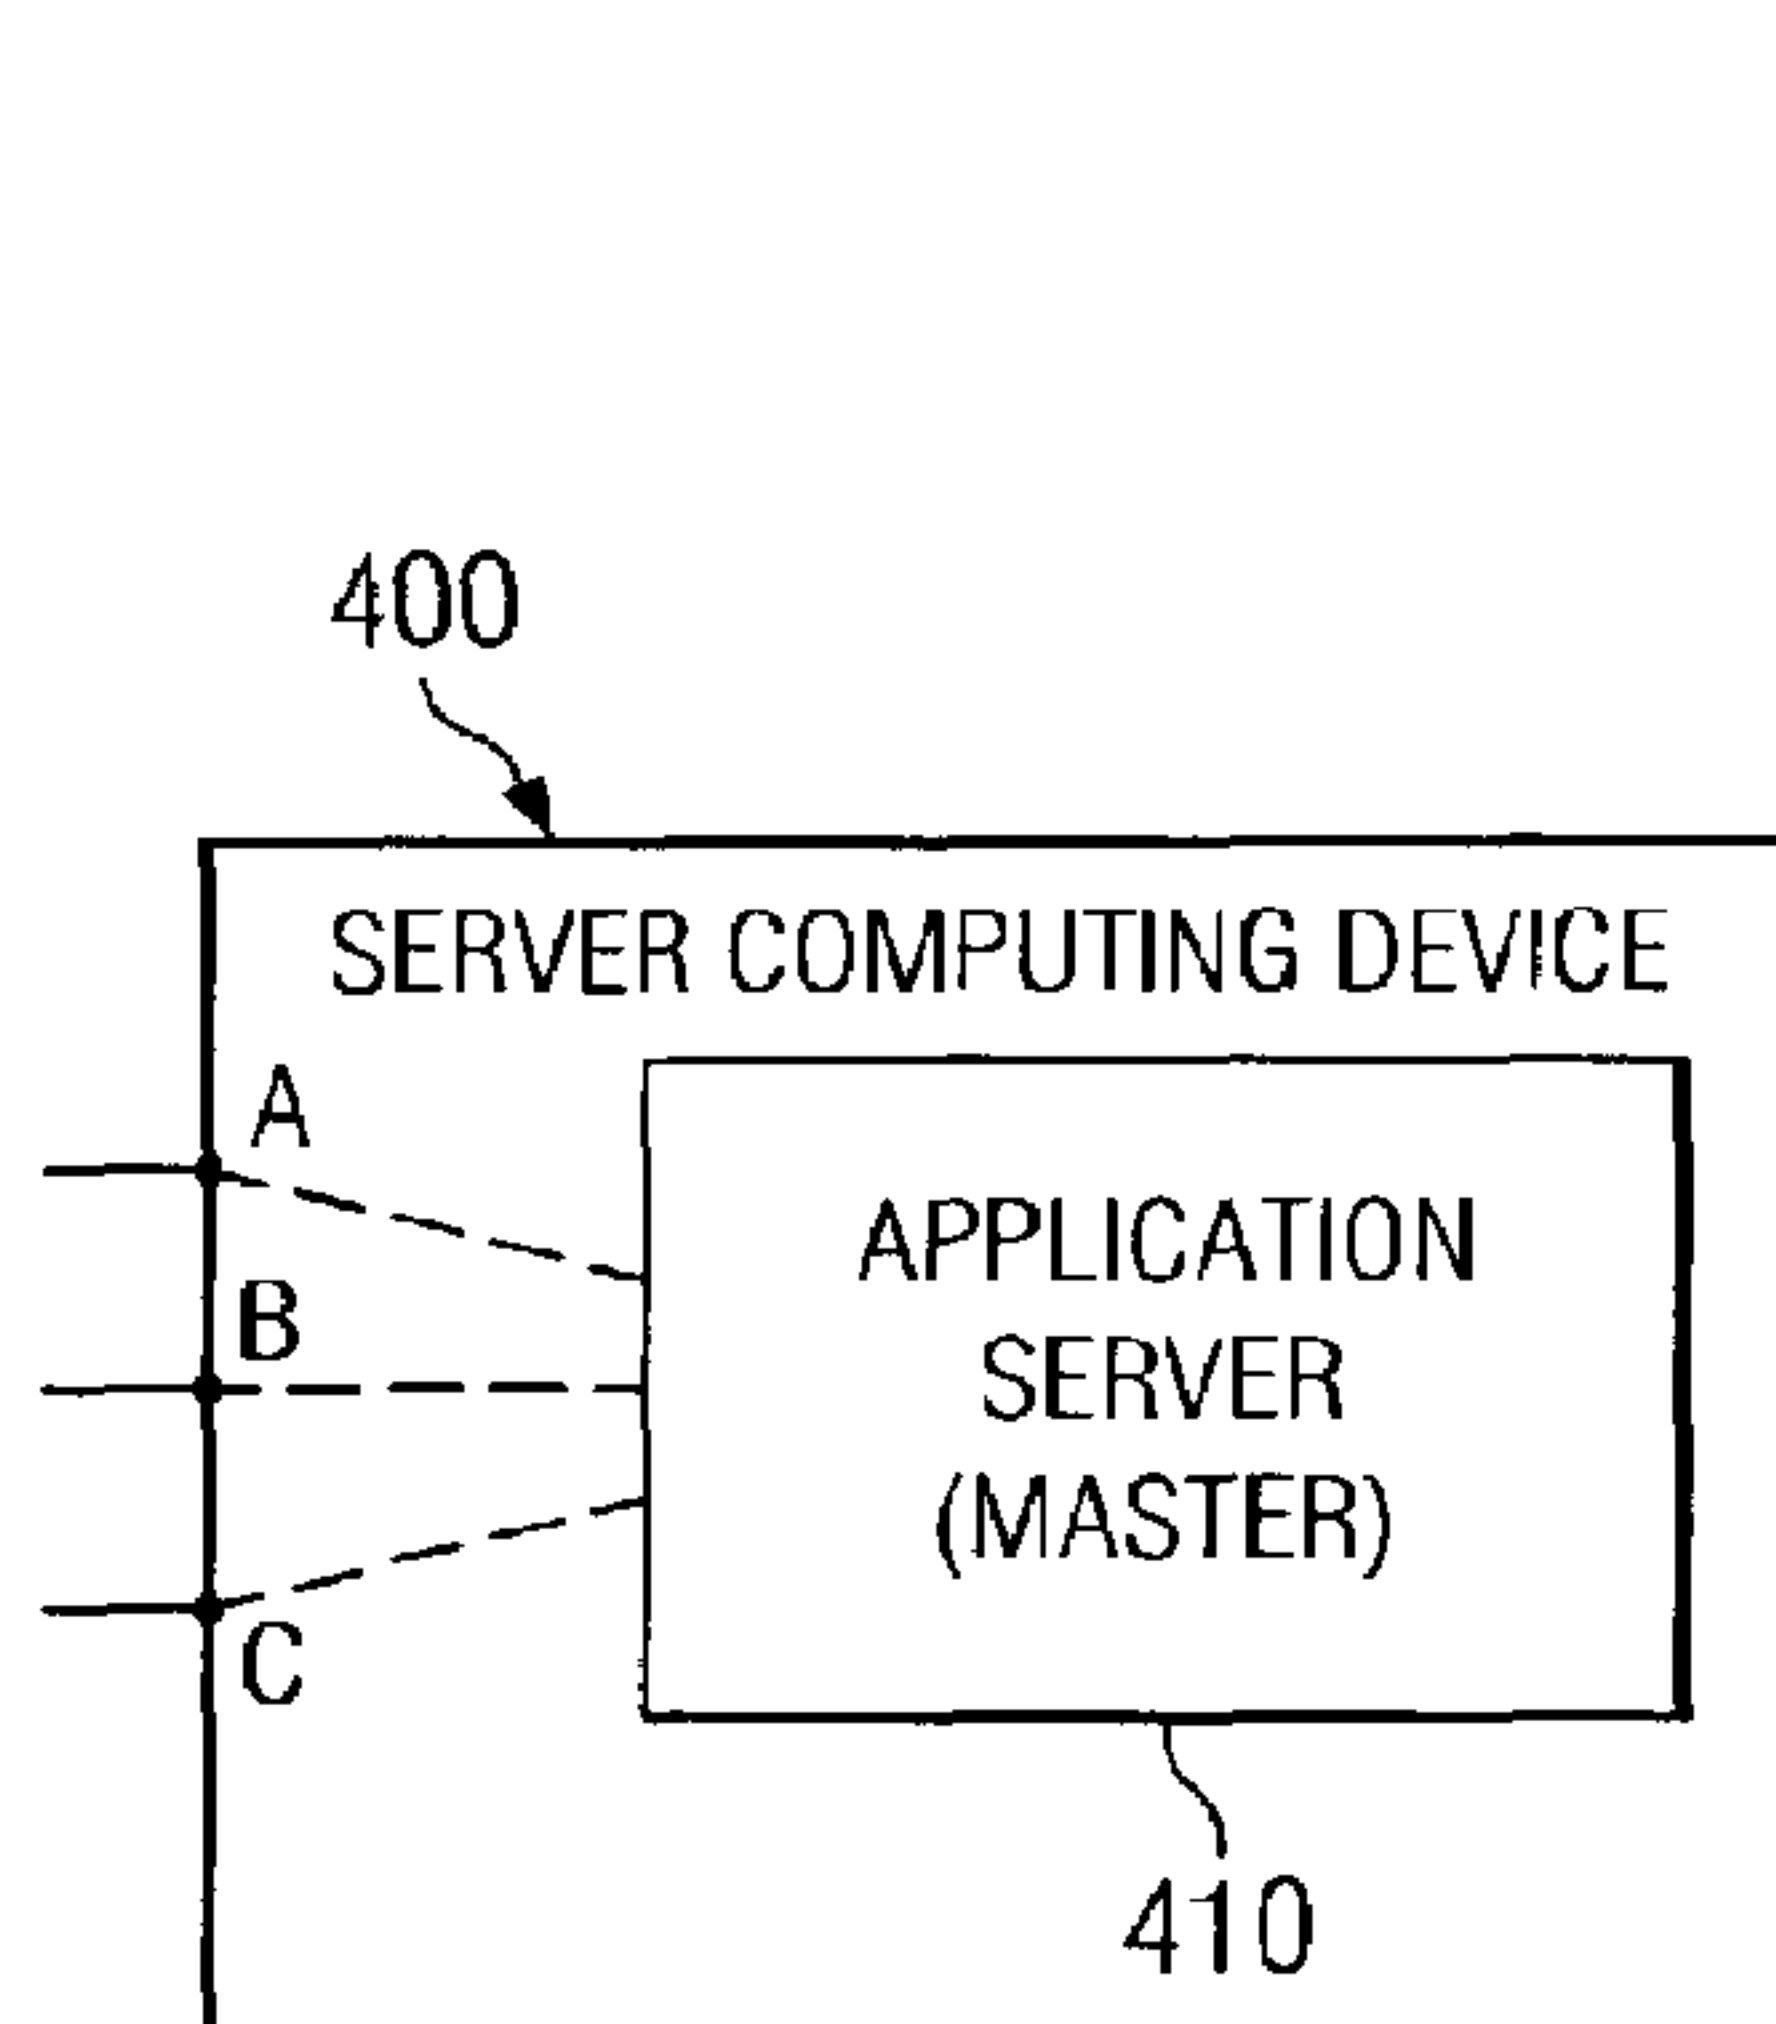 400
SERVER COMPUTING DEVICE
A
B
C
APPLICATION
SERVER
(MASTER)
410